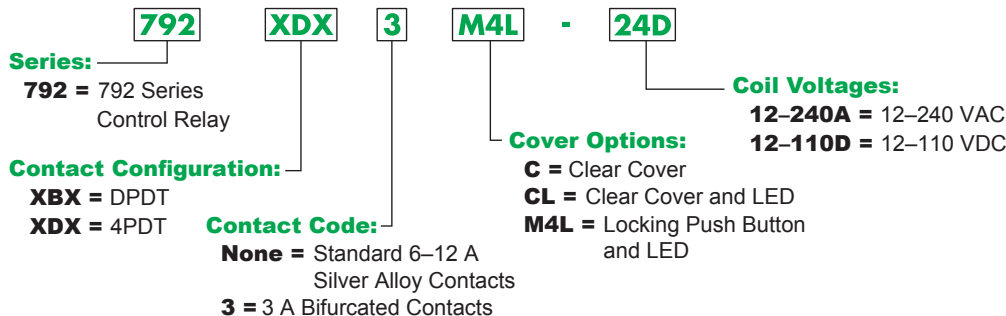 792 XDX 3 M4L - 24D
Series:
792 = 792 Series
Control Relay
Contact Configuration:
XBX = DPDT
XDX = 4PDT
Contact Code:
None = Standard 6–12 A
Silver Alloy Contacts
3 = 3 A Bifurcated Contacts
Cover Options:
C = Clear Cover
CL = Clear Cover and LED
M4L = Locking Push Button
and LED
Coil Voltages:
12–240A = 12–240 VAC
12–110D = 12–110 VDC